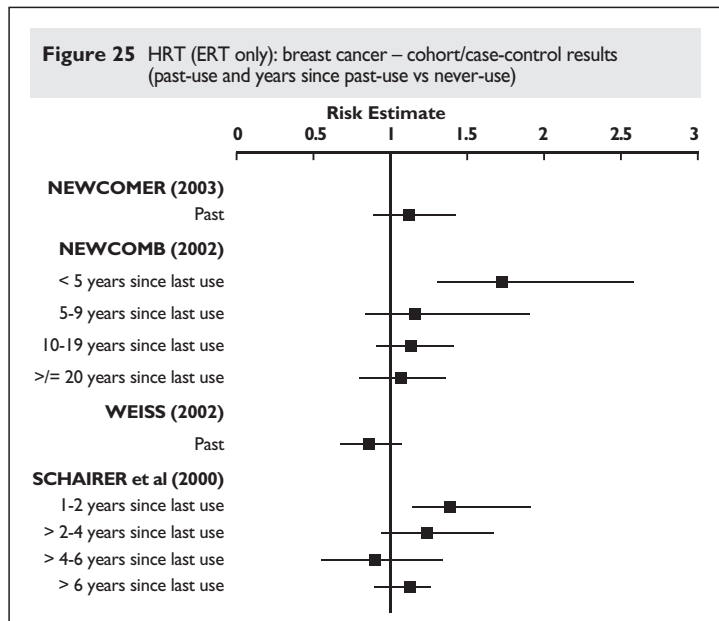 Figure 25 HRT (ERT only): breast cancer – cohort/case-control results
(past-use and years since past-use vs never-use)
Risk Estimate
0 0.5 1 1.5 2 2.5 3
NEWCOMER (2003)
Past
NEWCOMB (2002)
< 5 years since last use
5-9 years since last use
10-19 years since last use
>/= 20 years since last use
WEISS (2002)
Past
SCHAIRER et al (2000)
1-2 years since last use
> 2-4 years since last use
> 4-6 years since last use
> 6 years since last use